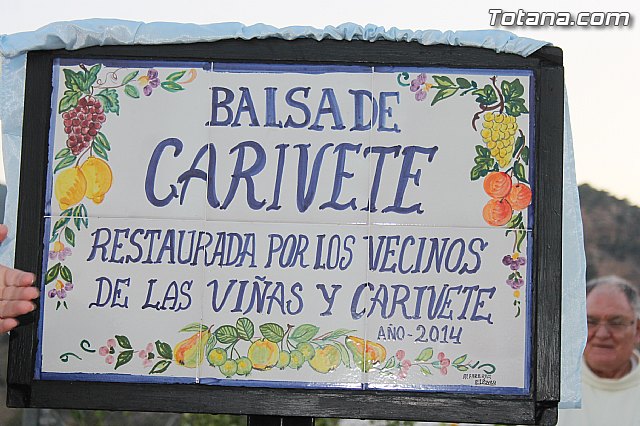 Totana.com
BALSA DE
CARIVETE
RESTAURADA POR LOS VECINOS
DE LAS VIÑAS Y CARIVETE
AÑO-2014